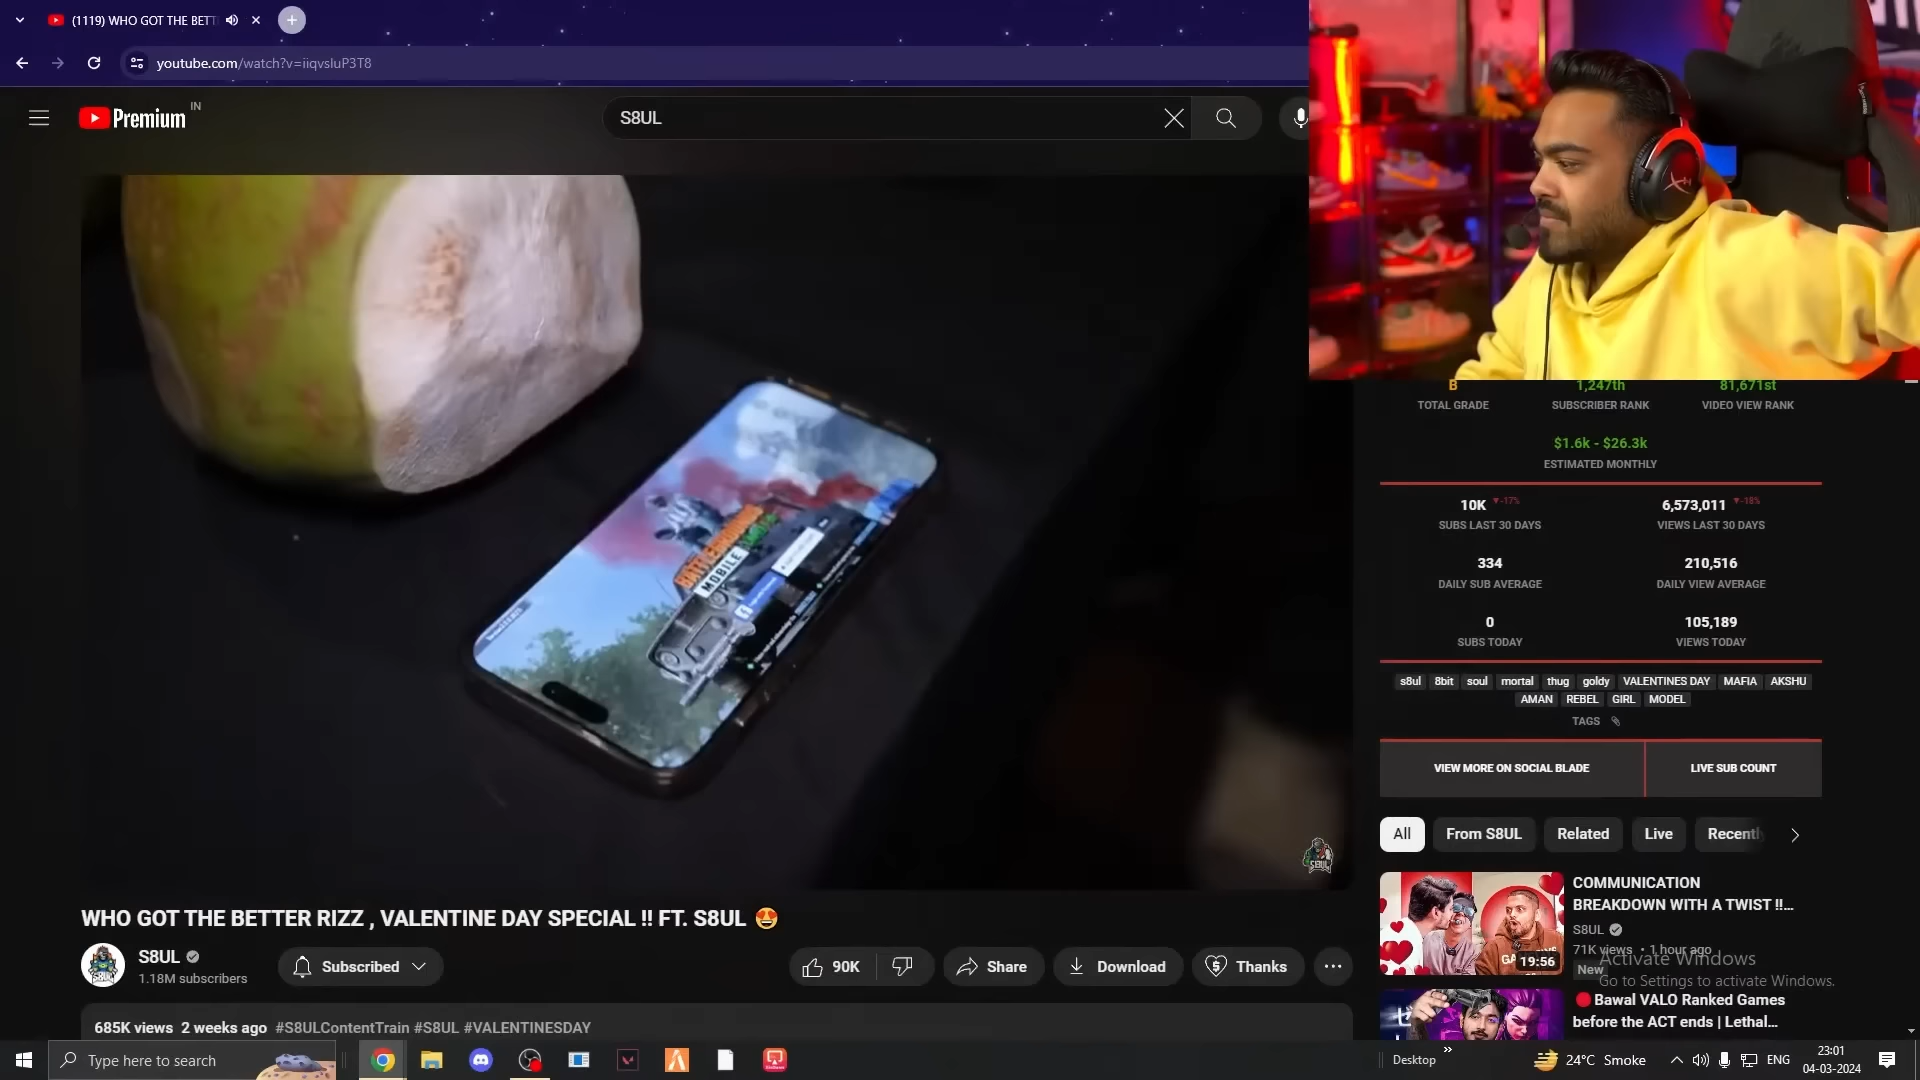 (1119) WHO GOT THE BETT
youtube.com/watch?v=iiqvsluP3T8
Premium
IN
S8UL
BATTLEGROUNDS
MOBILE
B
1,247th
81,671st
TOTAL GRADE
SUBSCRIBER RANK
VIDEO VIEW RANK
$1.6k - $26.3k
ESTIMATED MONTHLY
10K ▼-17%
6,573,011 ▼-18%
SUBS LAST 30 DAYS
VIEWS LAST 30 DAYS
334
210,516
DAILY SUB AVERAGE
DAILY VIEW AVERAGE
0
105,189
SUBS TODAY
VIEWS TODAY
s8ul 8bit soul mortal thug goldy VALENTINES DAY MAFIA AKSHU
AMAN REBEL GIRL MODEL
TAGS
VIEW MORE ON SOCIAL BLADE
LIVE SUB COUNT
All From S8UL Related Live Recentl
S8UL
WHO GOT THE BETTER RIZZ , VALENTINE DAY SPECIAL !! FT. S8UL 😍
S8UL
1.18M subscribers
Subscribed
90K
Share
Download
Thanks
685K views 2 weeks ago #S8ULContentTrain #S8UL #VALENTINESDAY
COMMUNICATION
BREAKDOWN WITH A TWIST !!...
S8UL
71K views • 1 hour ago
New
19:56
Activate Windows
Go to Settings to activate Windows.
🔴 Bawal VALO Ranked Games
before the ACT ends | Lethal...
Type here to search
Desktop
24°C Smoke
ENG
23:01
04-03-2024